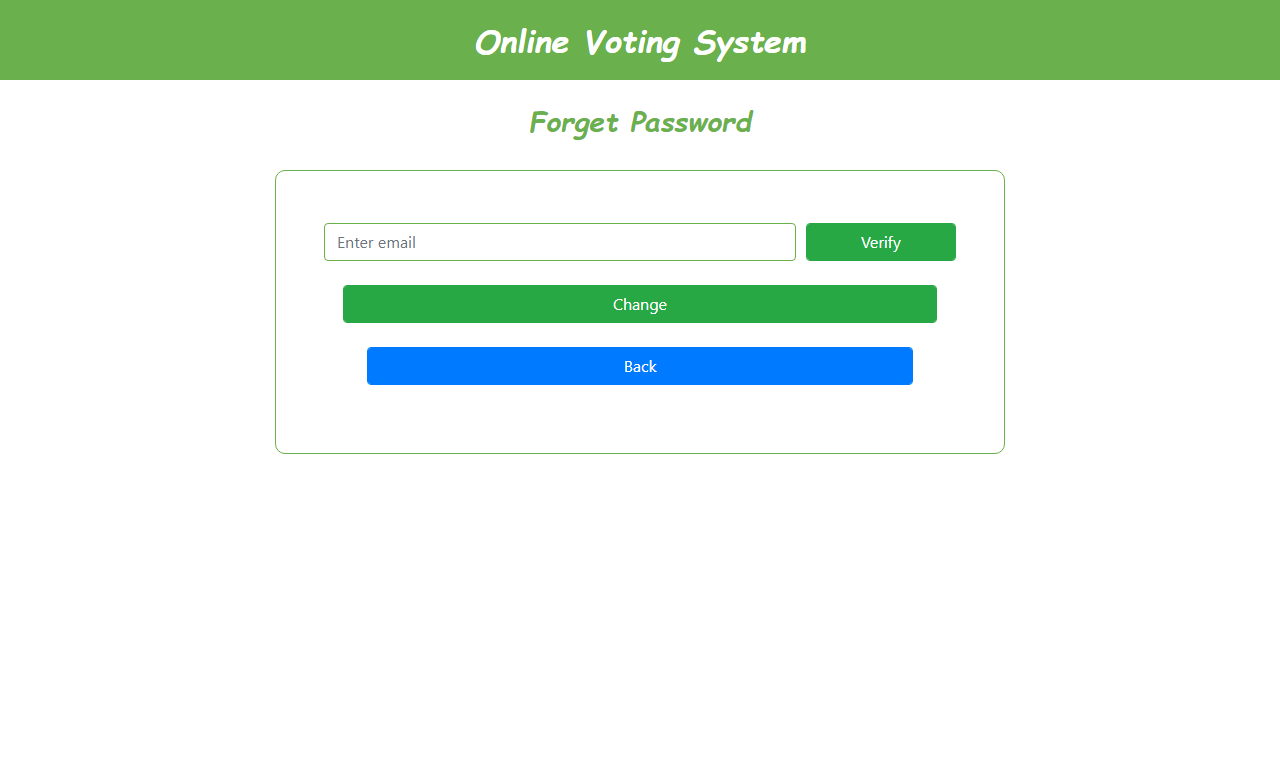 Online Voting System
Forget Password
Enter email
Verify
Change
Back